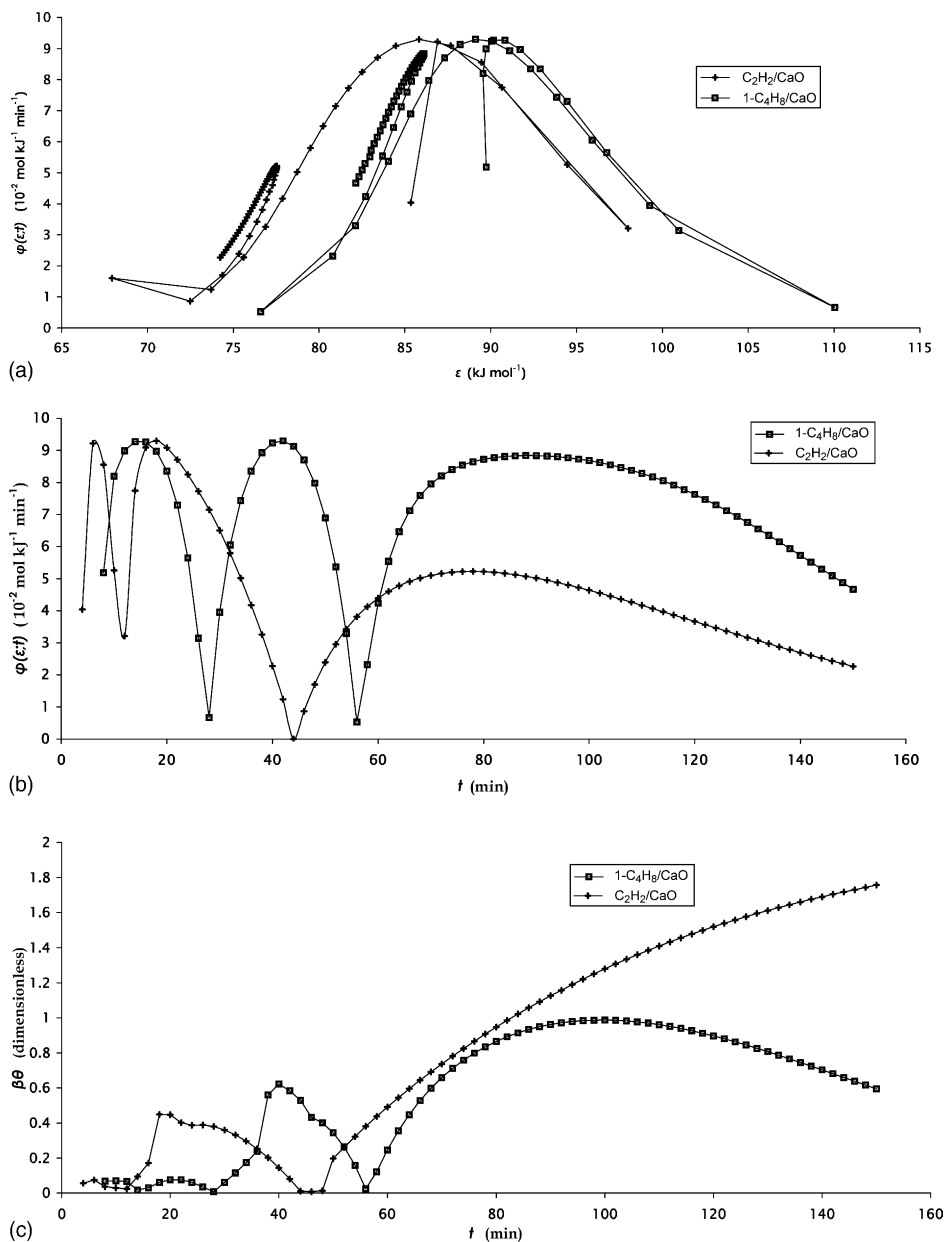 10
9
8
7
6
5
4
3
2
1
0
φ(ε;t) (10⁻² mol kJ⁻¹ min⁻¹)
C₂H₂/CaO
1-C₄H₈/CaO
65 70 75 80 85 90 95 100 105 110 115
ε (kJ mol⁻¹)
(a)
10
9
8
7
6
5
4
3
2
1
0
φ(ε;t) (10⁻² mol kJ⁻¹ min⁻¹)
1-C₄H₈/CaO
C₂H₂/CaO
0 20 40 60 80 100 120 140 160
t (min)
(b)
2
1.8
1.6
1.4
1.2
1
0.8
0.6
0.4
0.2
0
βθ (dimensionless)
1-C₄H₈/CaO
C₂H₂/CaO
0 20 40 60 80 100 120 140 160
t (min)
(c)